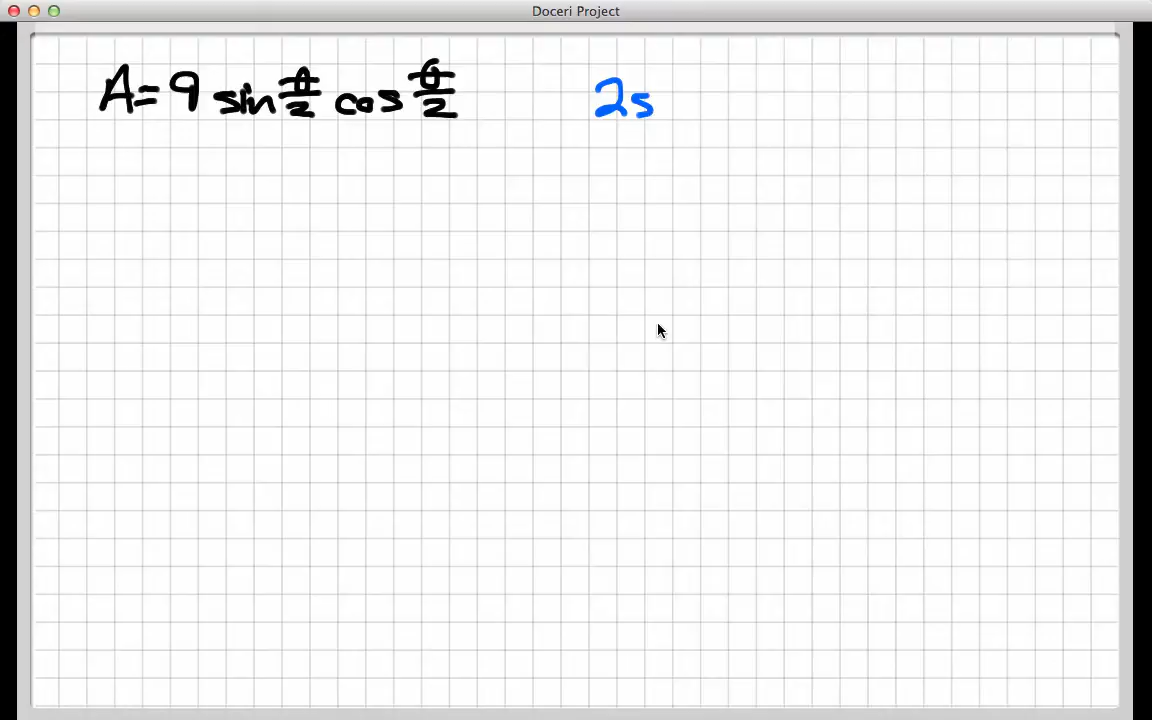 Doceri Project
A = 9 sin θ/2 cos θ/2
2s